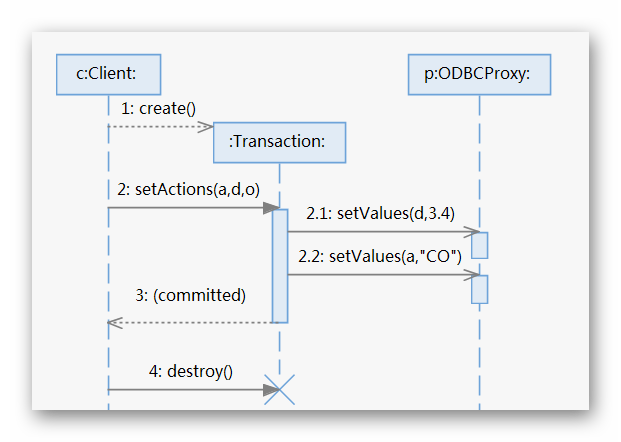 c:Client:
p:ODBCProxy:
1: create()
:Transaction:
2: setActions(a,d,o)
2.1: setValues(d,3.4)
2.2: setValues(a,"CO")
3: (committed)
4: destroy()